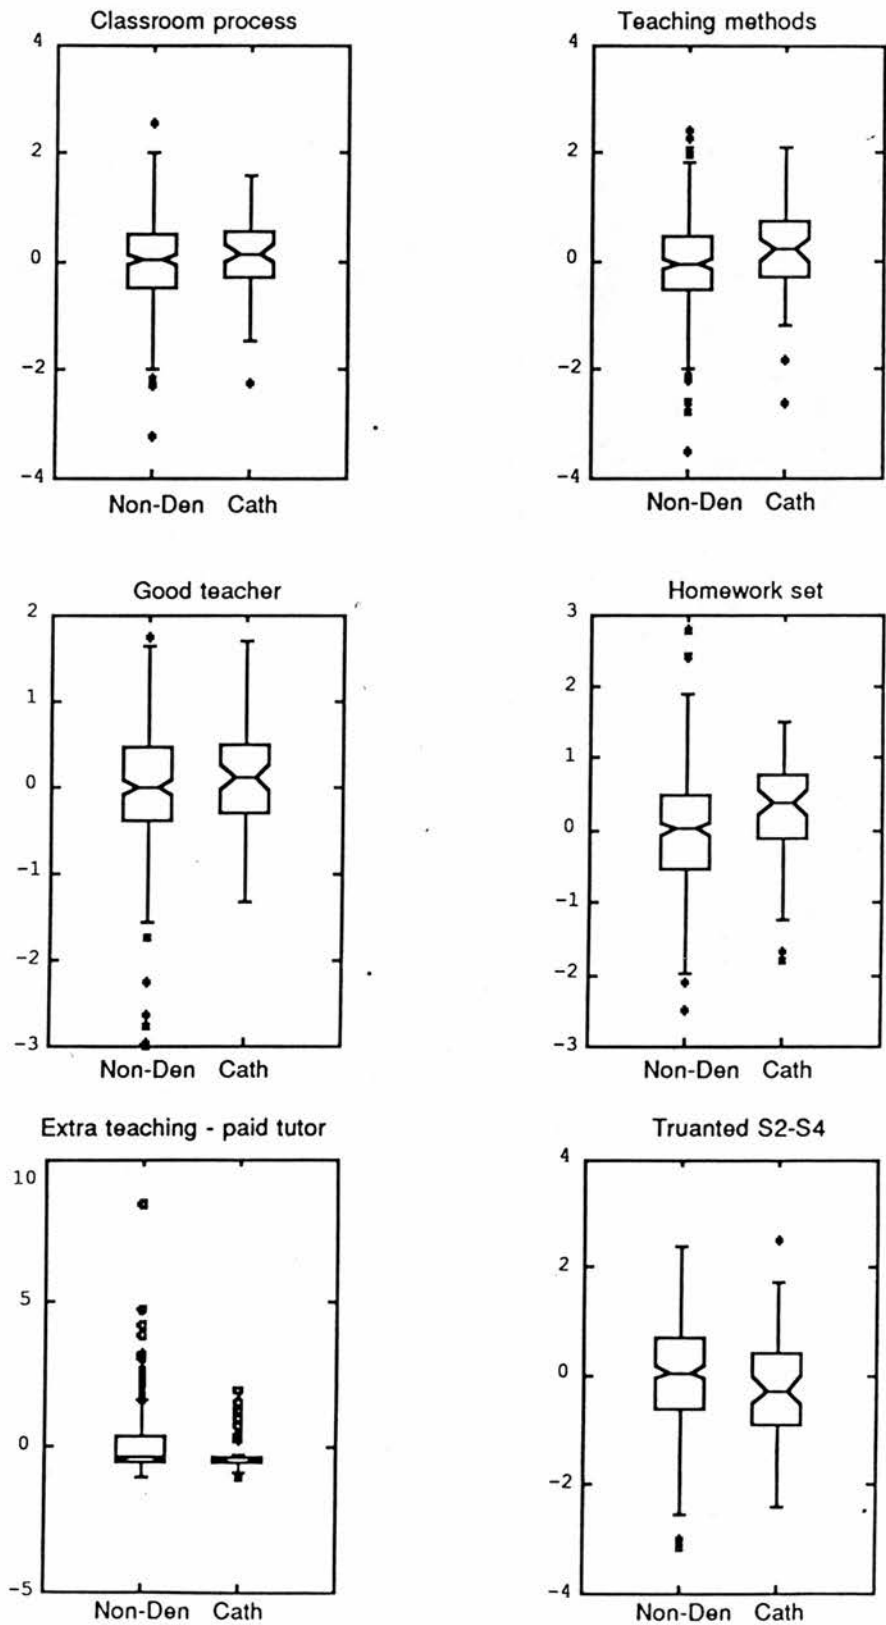 Classroom process
4
2
0
−2
−4
Non-Den Cath
Teaching methods
4
2
0
−2
−4
Non-Den Cath
Good teacher
2
1
0
−1
−2
−3
Non-Den Cath
Homework set
3
2
1
0
−1
−2
−3
Non-Den Cath
Extra teaching - paid tutor
10
5
0
−5
Non-Den Cath
Truanted S2-S4
4
2
0
−2
−4
Non-Den Cath